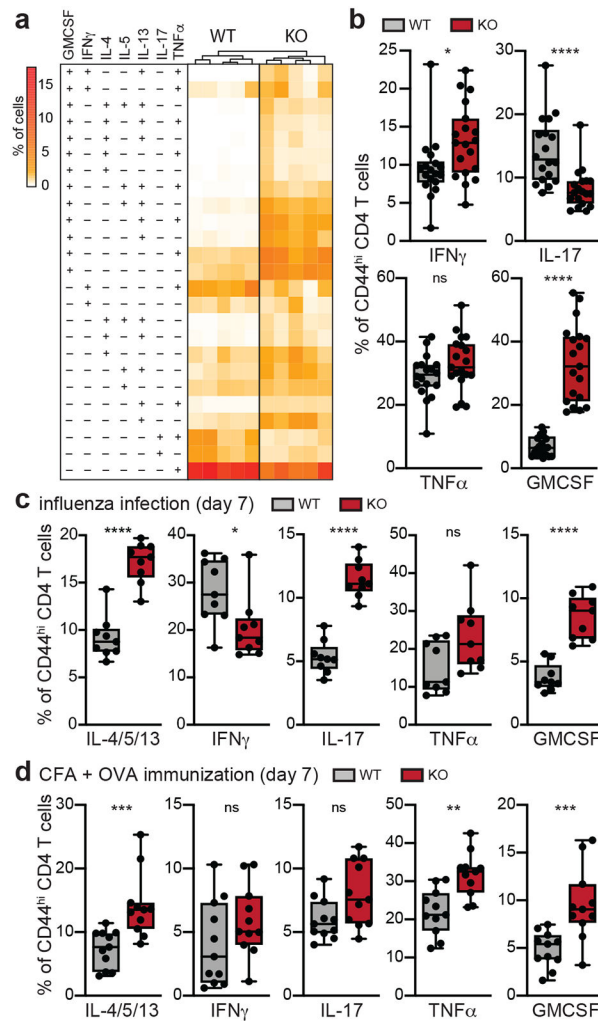 a
GMCSF IFNγ IL-4 IL-5 IL-13 IL-17 TNFα
WT KO
% of cells
15
10
5
0
+ + − − + − +
+ + − − − − +
+ − + + + − −
+ − + − + − +
+ − + − + − −
+ − + − − − +
+ − + − − − −
+ − − + + − +
+ − − + + − −
+ − − − + − +
+ − − − + − −
+ − − − − − +
+ − − − − − −
− + − − − − +
− + − − − − −
− − + + + − −
− − + − + − −
− − + − − − −
− − − + + − −
− − − + − − −
− − − − + − +
− − − − + − −
− − − − − + +
− − − − − + −
− − − − − − +
b WT KO
% of CD44hi CD4 T cells
25 20 15 10 5 0
*
IFNγ
30 20 10 0
****
IL-17
60 40 20 0
ns
TNFα
60 40 20 0
****
GMCSF
c influenza infection (day 7) WT KO
% of CD44hi CD4 T cells
20 15 10 5 0
****
IL-4/5/13
40 30 20 10
*
IFNγ
15 10 5 0
****
IL-17
50 40 30 20 10 0
ns
TNFα
15 10 5 0
****
GMCSF
d CFA + OVA immunization (day 7) WT KO
% of CD44hi CD4 T cells
30 20 10 0
***
IL-4/5/13
15 10 5 0
ns
IFNγ
15 10 5 0
ns
IL-17
50 40 30 20 10 0
**
TNFα
20 15 10 5 0
***
GMCSF